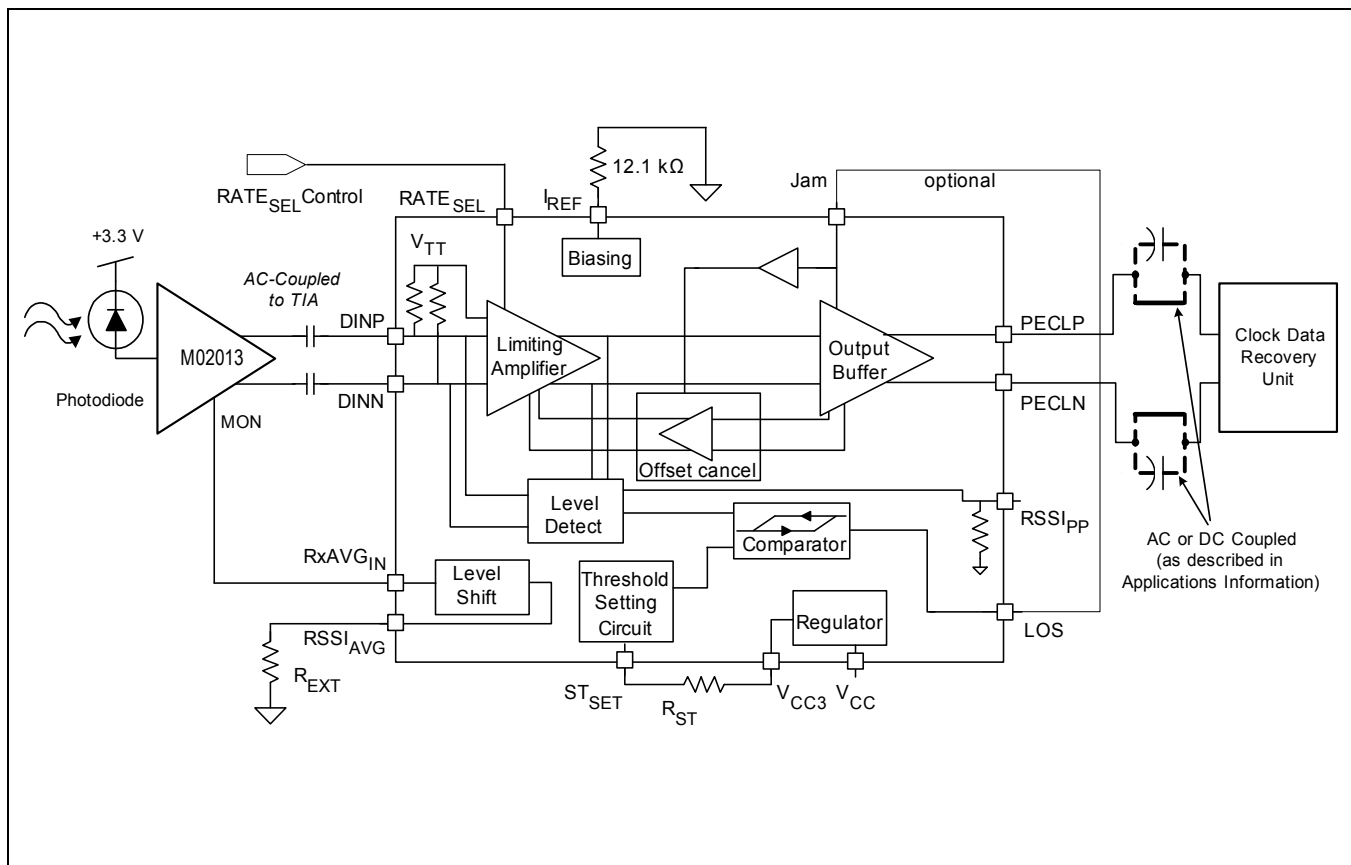 12.1 kΩ
Jam
optional
RATE_SEL Control
RATE_SEL
I_REF
+3.3 V
V_TT
Biasing
AC-Coupled
to TIA
DINP
M02013
Limiting
Amplifier
Output
Buffer
PECLP
Clock Data
Recovery
Unit
Photodiode
DINN
PECLN
MON
Offset cancel
Level
Detect
RSSI_PP
Comparator
AC or DC Coupled
(as described in
Applications Information)
RxAVG_IN
Level
Shift
Threshold
Setting
Circuit
Regulator
LOS
RSSI_AVG
R_EXT
ST_SET
R_ST
V_CC3
V_CC